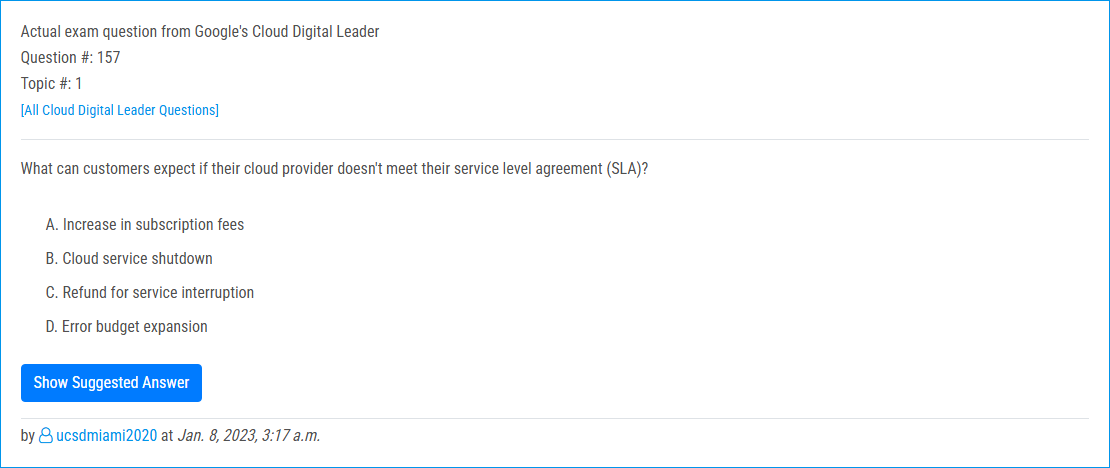 Actual exam question from Google's Cloud Digital Leader
Question #: 157
Topic #: 1
[All Cloud Digital Leader Questions]
What can customers expect if their cloud provider doesn't meet their service level agreement (SLA)?
A. Increase in subscription fees
B. Cloud service shutdown
C. Refund for service interruption
D. Error budget expansion
Show Suggested Answer
by ucsdmiami2020 at Jan. 8, 2023, 3:17 a.m.